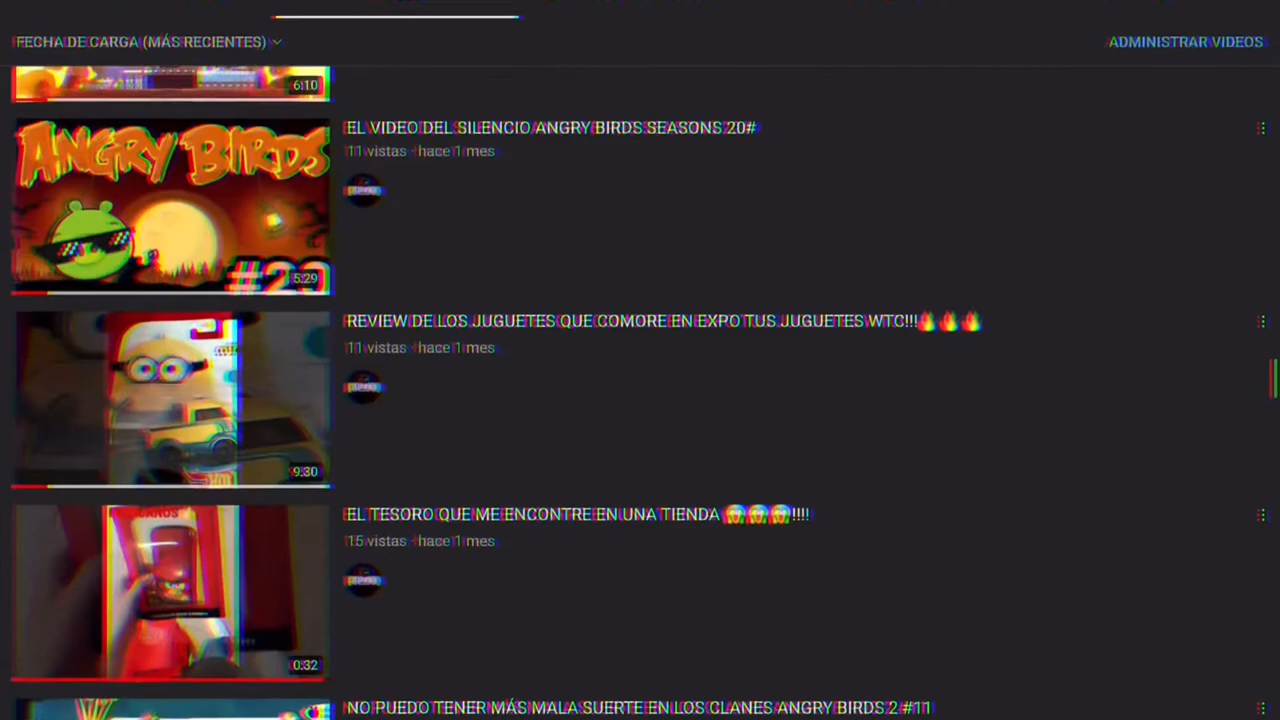 FECHA DE CARGA (MÁS RECIENTES)
ADMINISTRAR VIDEOS
6:10
EL VIDEO DEL SILENCIO ANGRY BIRDS SEASONS 20#
11 vistas · hace 1 mes
ANGRY BIRDS
5:29
REVIEW DE LOS JUGUETES QUE COMORE EN EXPO TUS JUGUETES WTC!!!🔥🔥🔥
11 vistas · hace 1 mes
9:30
EL TESORO QUE ME ENCONTRE EN UNA TIENDA 😱😱😱!!!!
15 vistas · hace 1 mes
0:32
NO PUEDO TENER MÁS MALA SUERTE EN LOS CLANES ANGRY BIRDS 2 #11